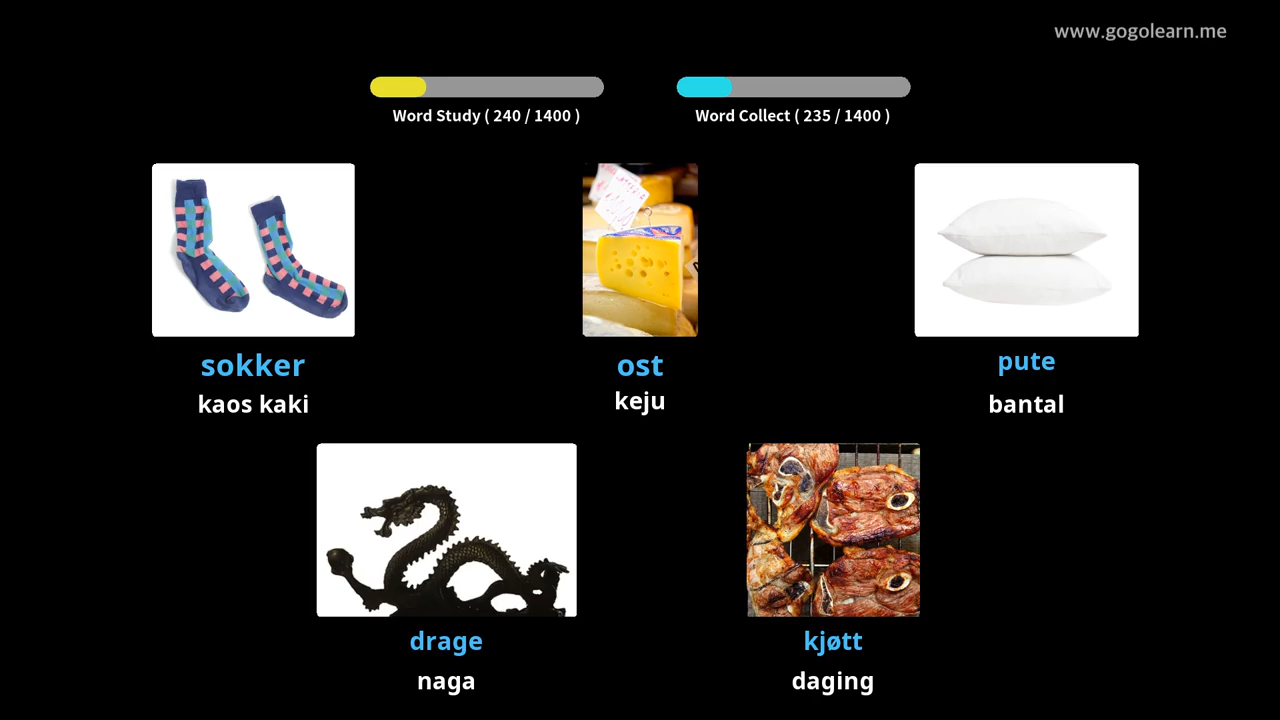 www.gogolearn.me
Word Study ( 240 / 1400 )
Word Collect ( 235 / 1400 )
sokker
kaos kaki
ost
keju
pute
bantal
drage
naga
kjøtt
daging